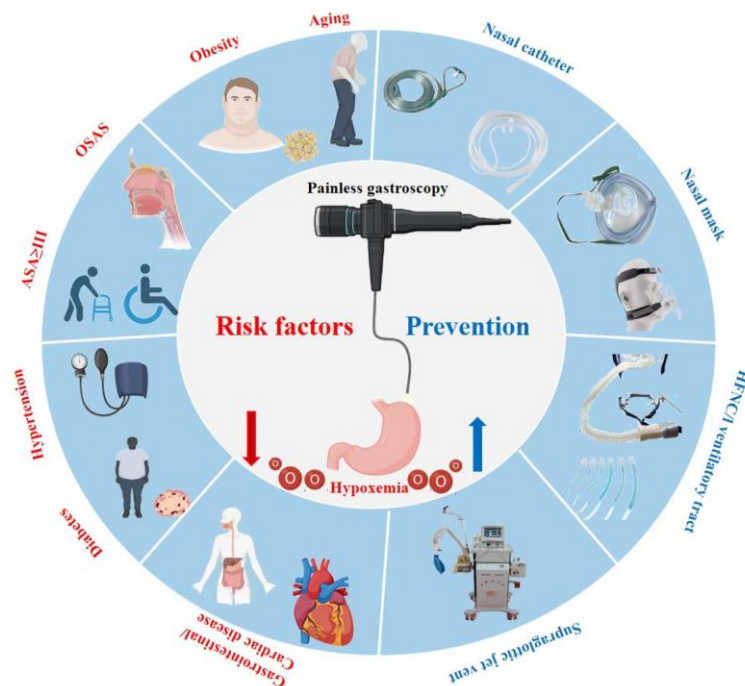 Aging
Obesity
OSAS
ASA≥III
Hypertension
Diabetes
Gastrointestinal/
Cardiac disease
Nasal catheter
Nasal mask
HFNC/I ventilatory tract
Supraglottic jet vent
Painless gastroscopy
Risk factors
Prevention
Hypoxemia